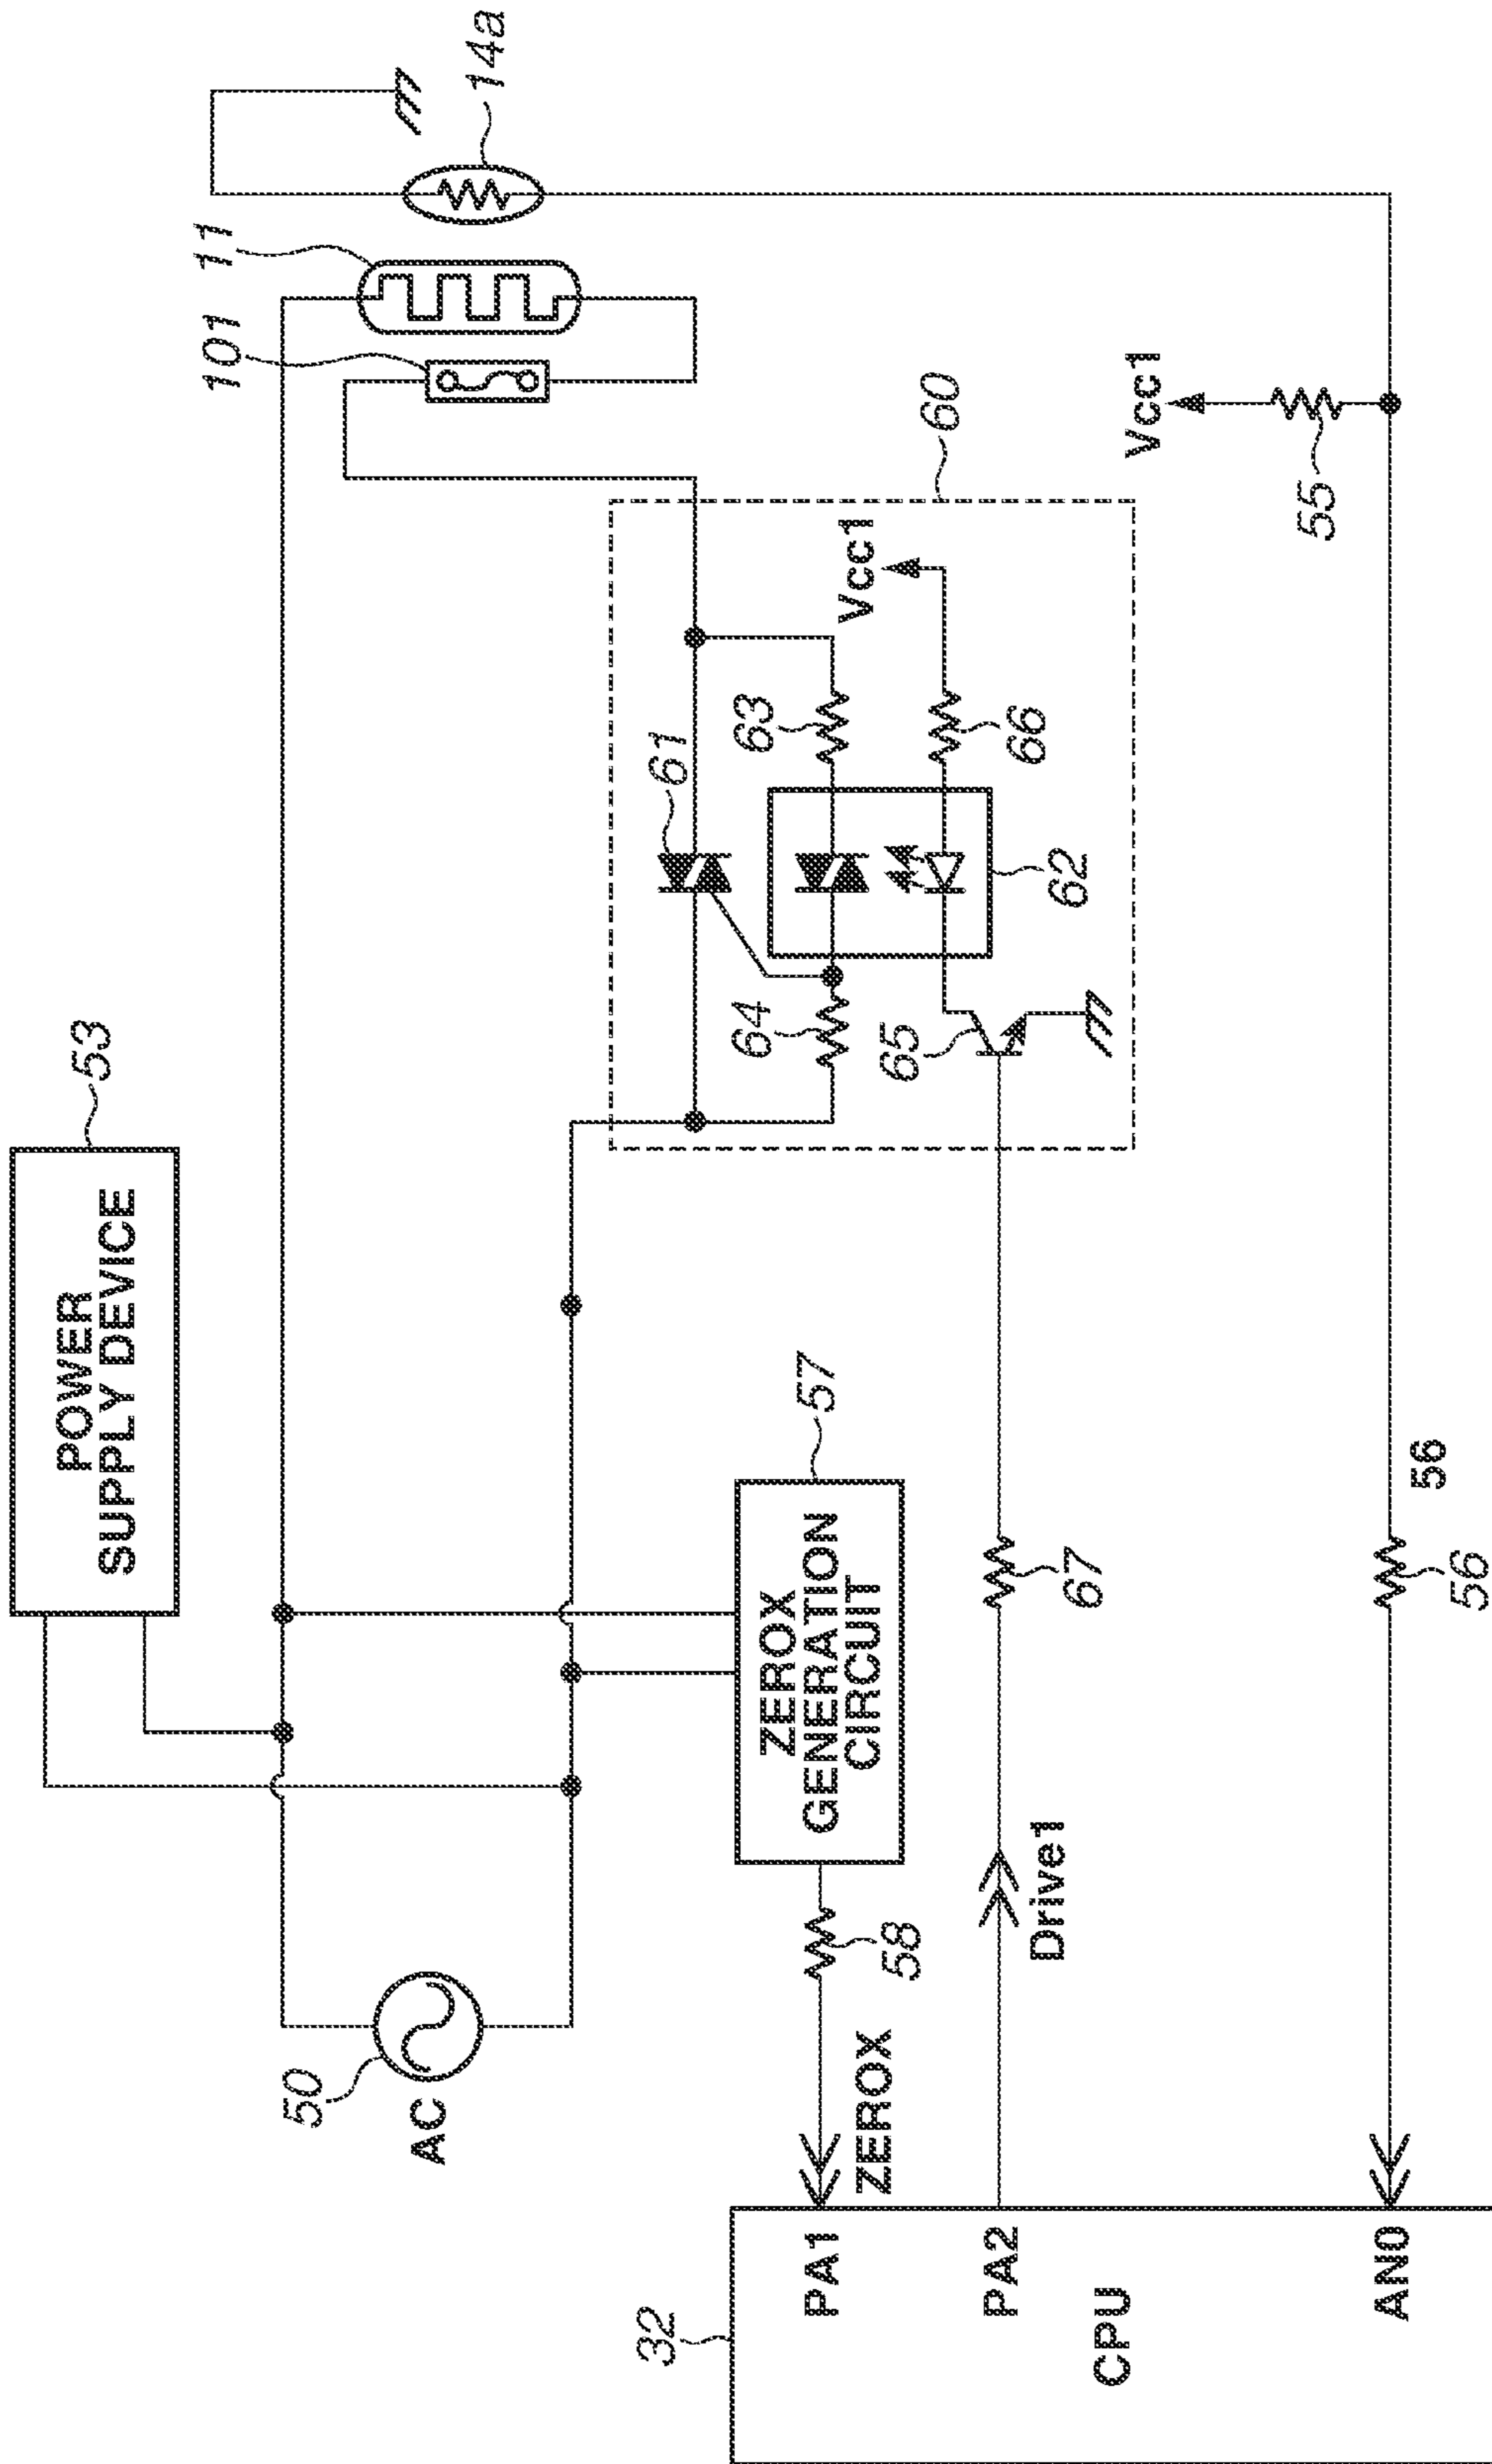 POWER
SUPPLY DEVICE
53
101
11
14a
50
AC
ZEROX
GENERATION
CIRCUIT
57
58
ZEROX
60
61
64
63
Vcc1
65
62
66
67
Drive1
Vcc1
55
56
56
32
PA1
PA2
CPU
AN0